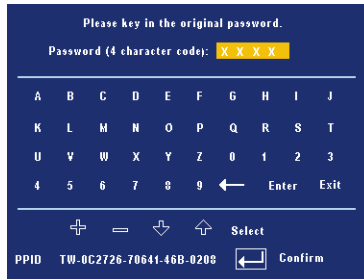 Please key in the original password.
Password (4 character code): X X X X
A B C D E F G H I J
K L M N O P Q R S T
U V W X Y Z 0 1 2 3
4 5 6 7 8 9 ← Enter Exit
Select
PPID TW-0C2726-70641-46B-0208 Confirm